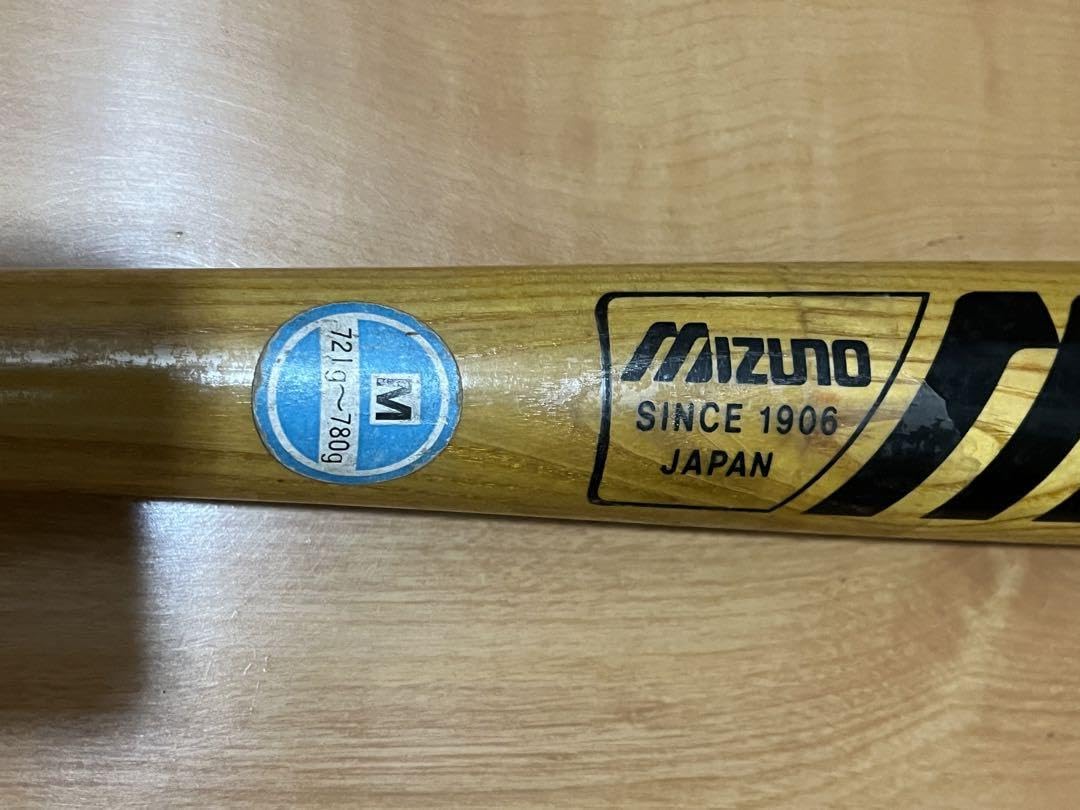 M
721g~780g
MIZUNO
SINCE 1906
JAPAN